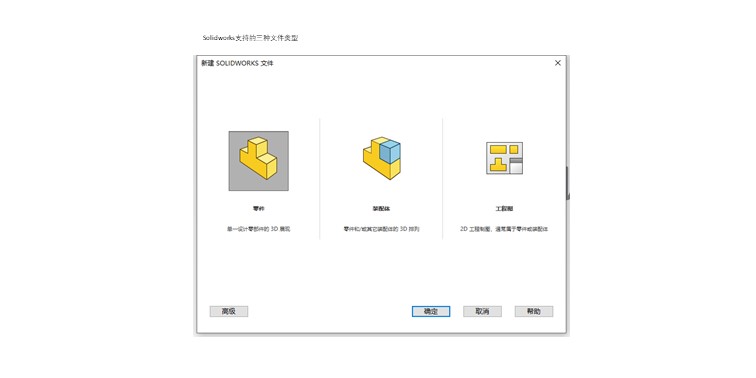 Solidworks支持的三种文件类型
新建 SOLIDWORKS 文件
零件
装配体
工程图
单一设计零部件的 3D 展现
零件和/或其它装配体的 3D 排列
2D 工程制图，通常属于零件或装配体
高级
确定
取消
帮助